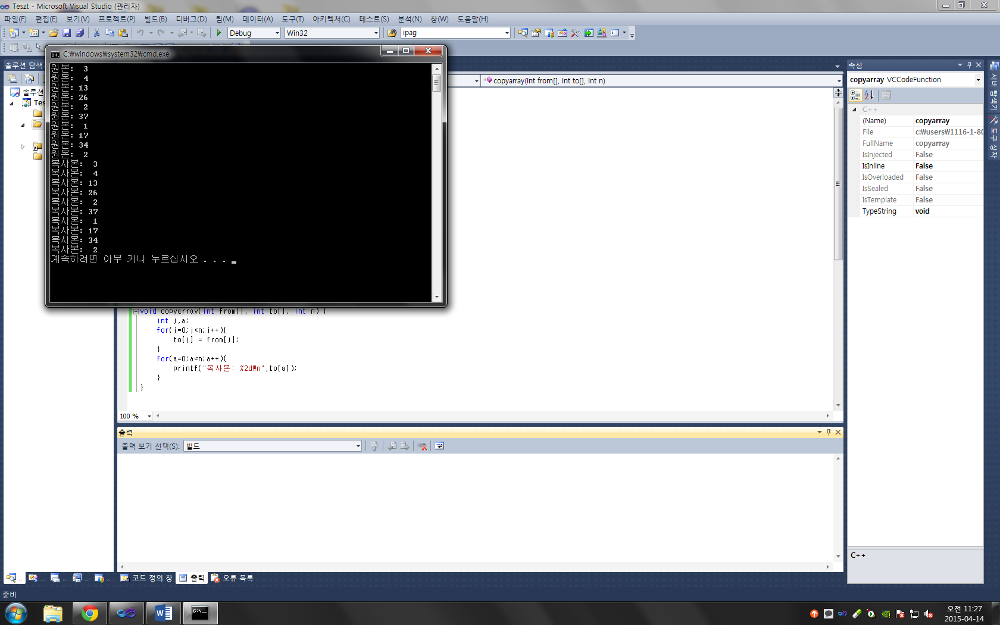 Teszt - Microsoft Visual Studio (관리자)
파일(F) 편집(E) 보기(V) 프로젝트(P) 빌드(B) 디버그(D) 팀(M) 데이터(A) 도구(T) 아키텍처(C) 테스트(S) 분석(N) 창(W) 도움말(H)
Debug Win32 ipag
C:₩windows₩system32₩cmd.exe
원본: 3
원본: 4
원본: 13
원본: 26
원본: 2
원본: 37
원본: 1
원본: 17
원본: 34
원본: 2
복사본: 3
복사본: 4
복사본: 13
복사본: 26
복사본: 2
복사본: 37
복사본: 1
복사본: 17
복사본: 34
복사본: 2
계속하려면 아무 키나 누르십시오 . . .
솔루션 탐색
솔루션
Tes
copyarray(int from[], int to[], int n)
void copyarray(int from[], int to[], int n) {
int j,a;
for(j=0;j<n;j++){
to[j] = from[j];
}
for(a=0;a<n;a++){
printf("복사본: %2d₩n",to[a]);
}
}
100 %
출력
출력 보기 선택(S): 빌드
코드 정의 창 출력 오류 목록
속성
copyarray VCCodeFunction
C++
(Name) copyarray
File c:₩users₩1116-1-80
FullName copyarray
IsInjected False
IsInline False
IsOverloaded False
IsSealed False
IsTemplate False
TypeString void
C++
서버 탐색기
도구 상자
준비
오전 11:27
2015-04-14